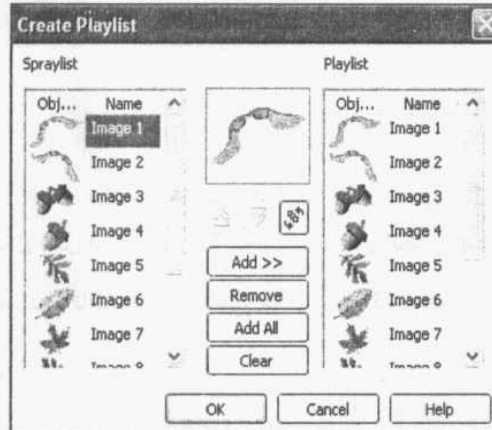 Create Playlist
Spraylist
Playlist
Obj... Name
Image 1
Image 2
Image 3
Image 4
Image 5
Image 6
Image 7
Image 8
Add >>
Remove
Add All
Clear
Obj... Name
Image 1
Image 2
Image 3
Image 4
Image 5
Image 6
Image 7
OK
Cancel
Help